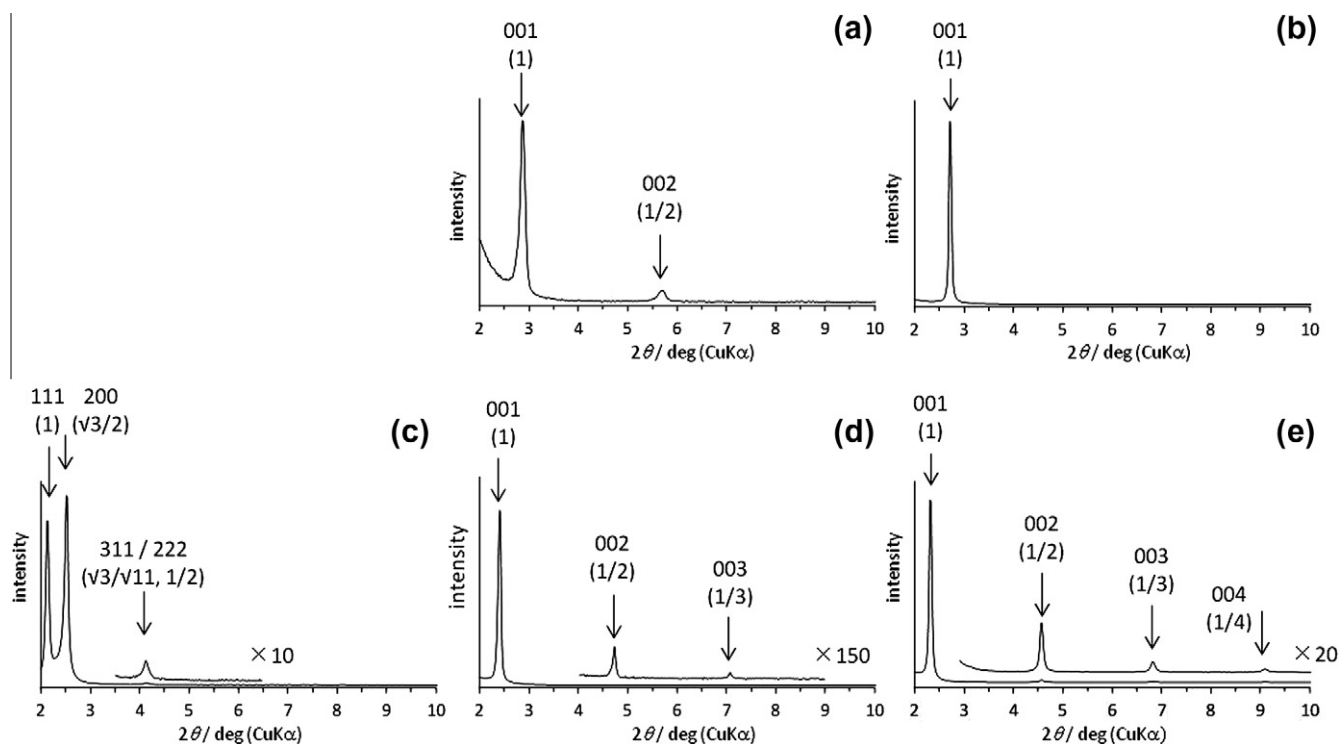 (a)
001
(1)
002
(1/2)
intensity
2 3 4 5 6 7 8 9 10
2θ / deg (CuKα)
(b)
001
(1)
intensity
2 3 4 5 6 7 8 9 10
2θ / deg (CuKα)
(c)
111 200
(1) (√3/2)
311 / 222
(√3/√11, 1/2)
×10
intensity
2 3 4 5 6 7 8 9 10
2θ / deg (CuKα)
(d)
001
(1)
002
(1/2)
003
(1/3)
×150
intensity
2 3 4 5 6 7 8 9 10
2θ / deg (CuKα)
(e)
001
(1)
002
(1/2)
003
(1/3)
004
(1/4)
×20
intensity
2 3 4 5 6 7 8 9 10
2θ / deg (CuKα)